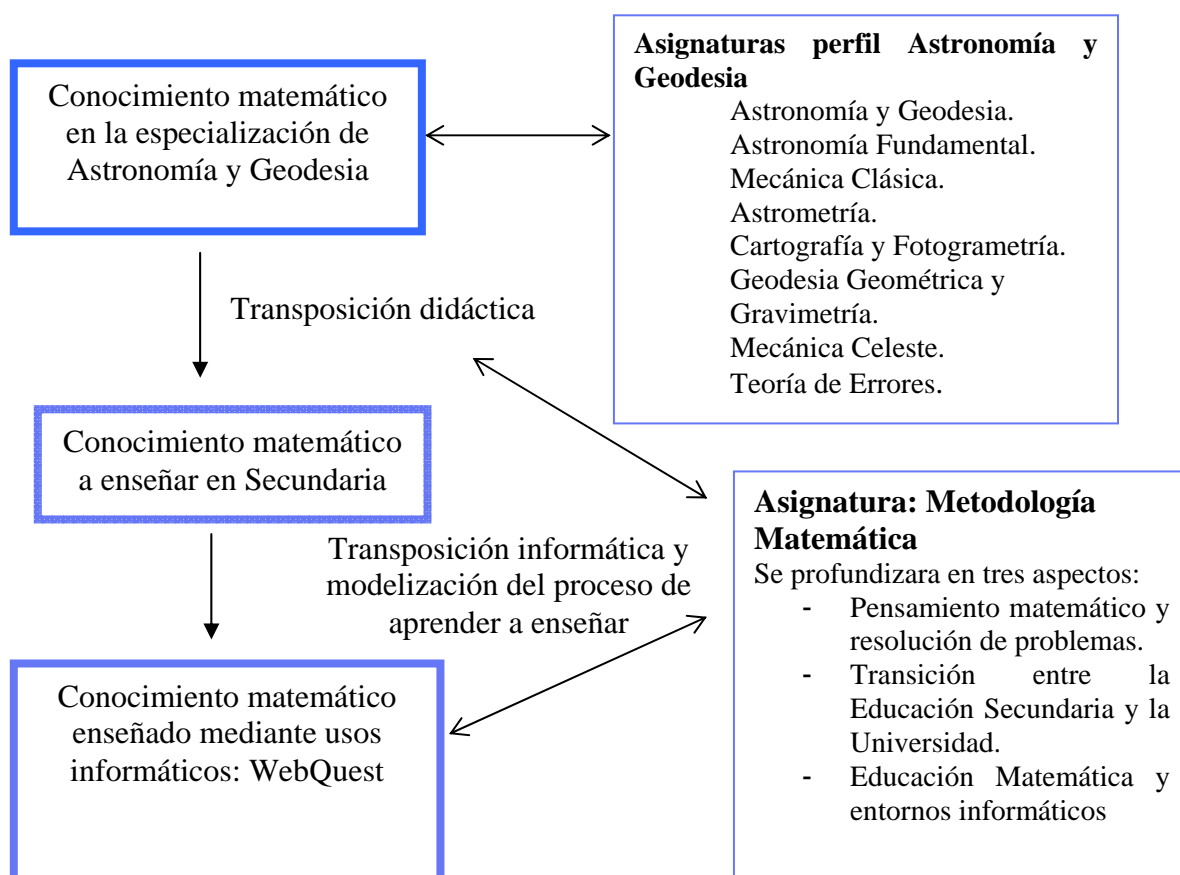 Conocimiento matemático
en la especialización de
Astronomía y Geodesia
Asignaturas perfil Astronomía y
Geodesia
Astronomía y Geodesia.
Astronomía Fundamental.
Mecánica Clásica.
Astrometría.
Cartografía y Fotogrametría.
Geodesia Geométrica y
Gravimetría.
Mecánica Celeste.
Teoría de Errores.
Transposición didáctica
Conocimiento matemático
a enseñar en Secundaria
Transposición informática y
modelización del proceso de
aprender a enseñar
Asignatura: Metodología
Matemática
Se profundizara en tres aspectos:
- Pensamiento matemático y
resolución de problemas.
- Transición entre la
Educación Secundaria y la
Universidad.
- Educación Matemática y
entornos informáticos
Conocimiento matemático
enseñado mediante usos
informáticos: WebQuest